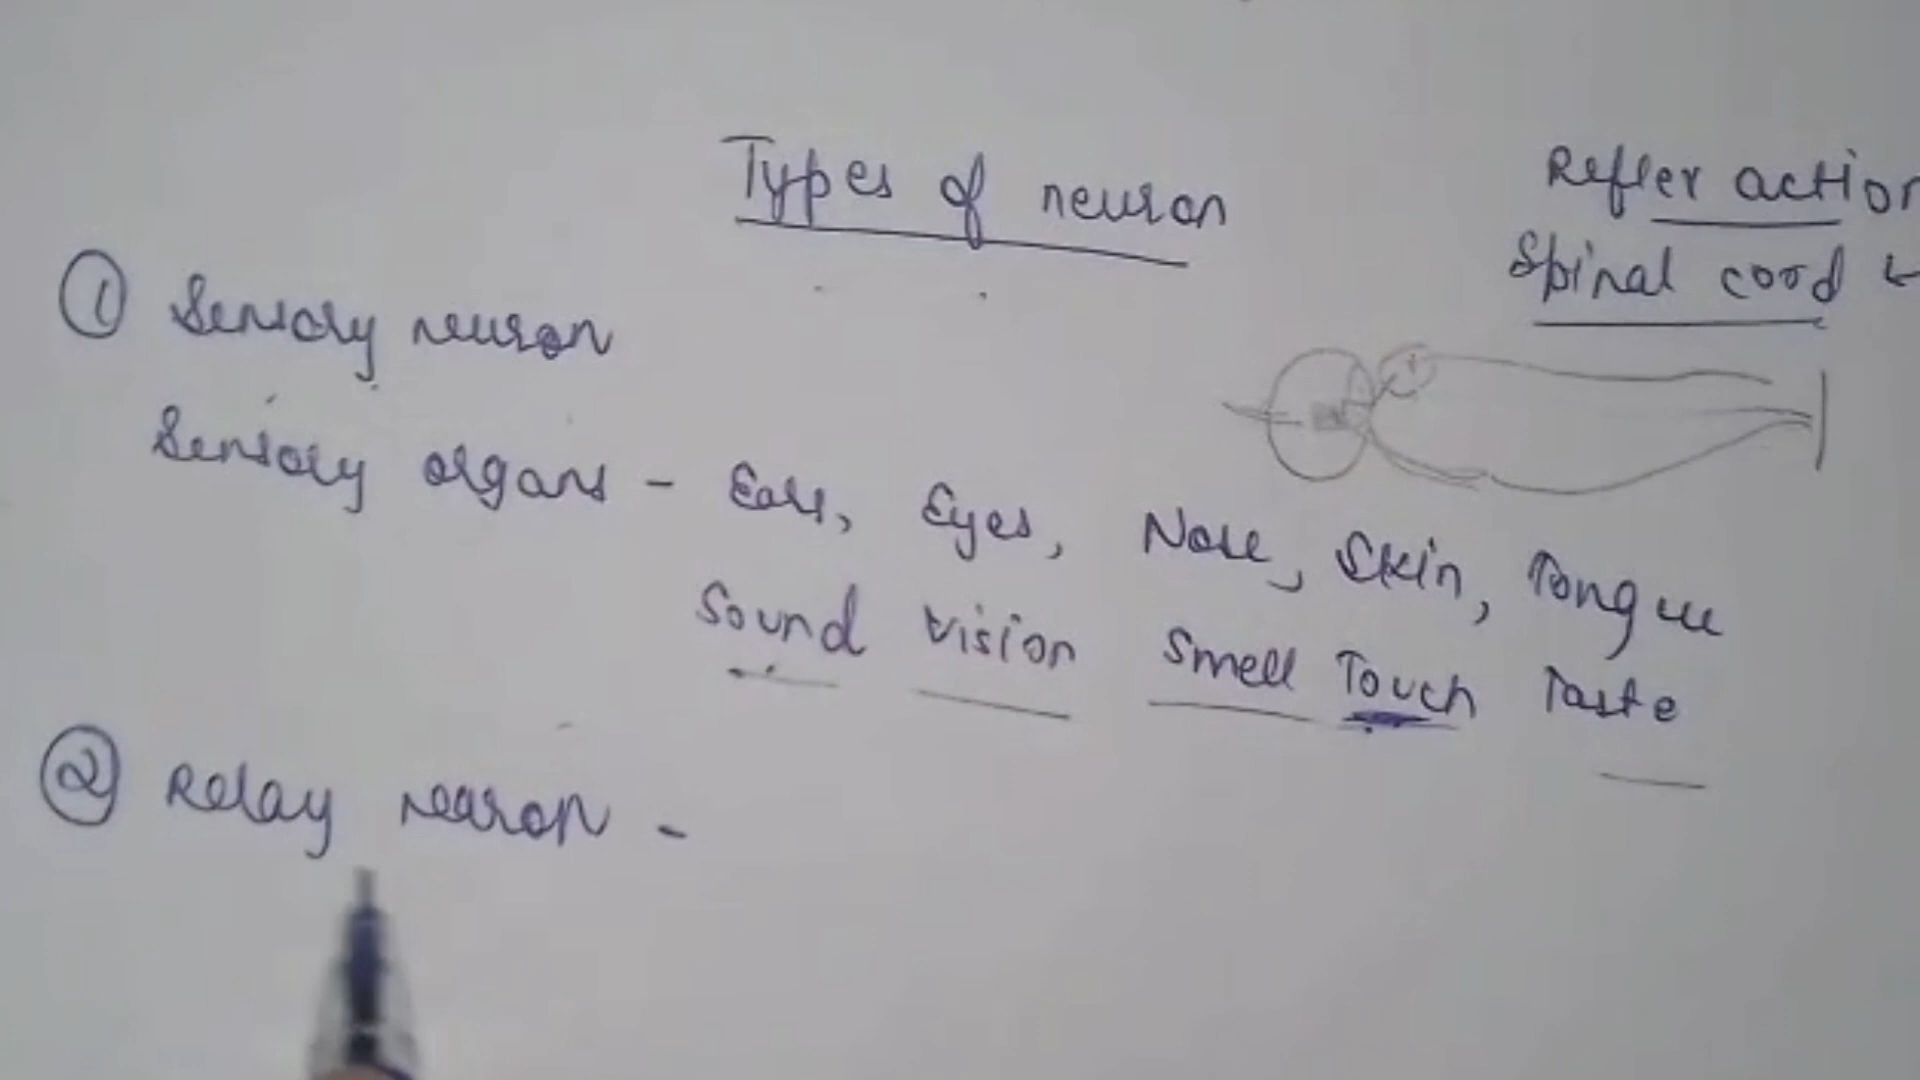 Types of neuron
Reflex action
Spinal cord ←
① Sensory neuron
Sensory organs - Ears, Eyes, Nose, Skin, Tongue
Sound Vision Smell Touch Taste
② Relay neuron -